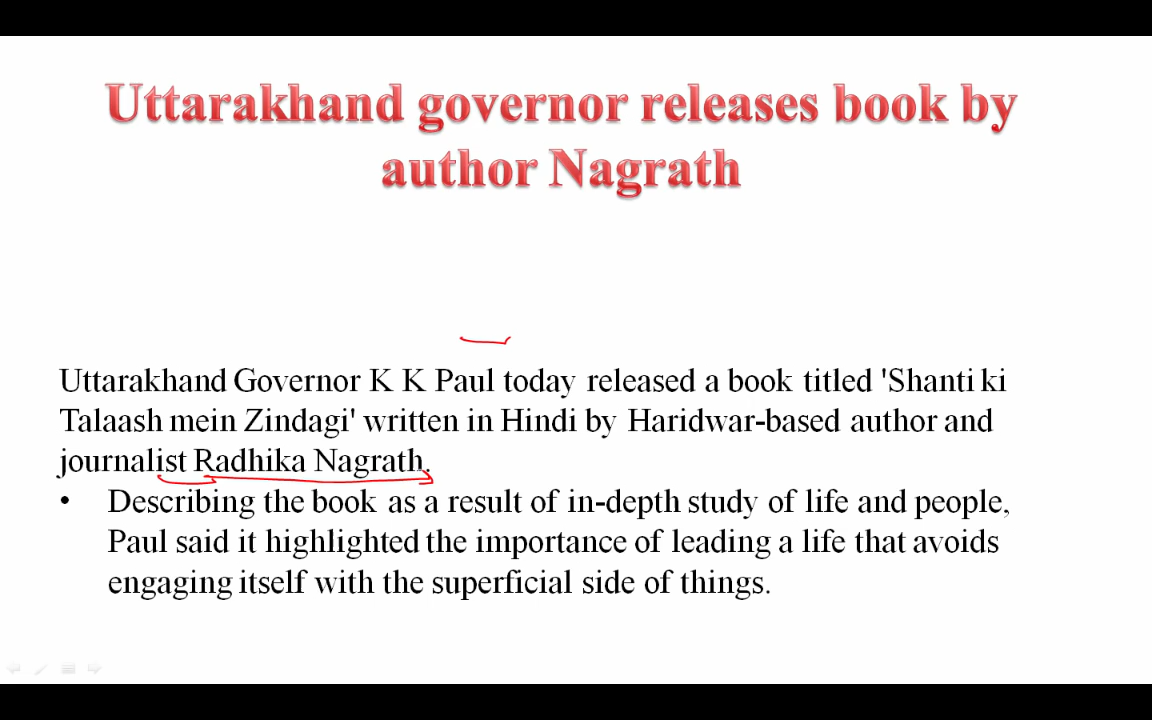 Uttarakhand governor releases book by
author Nagrath
Uttarakhand Governor K K Paul today released a book titled 'Shanti ki
Talaash mein Zindagi' written in Hindi by Haridwar-based author and
journalist Radhika Nagrath.
• Describing the book as a result of in-depth study of life and people,
Paul said it highlighted the importance of leading a life that avoids
engaging itself with the superficial side of things.